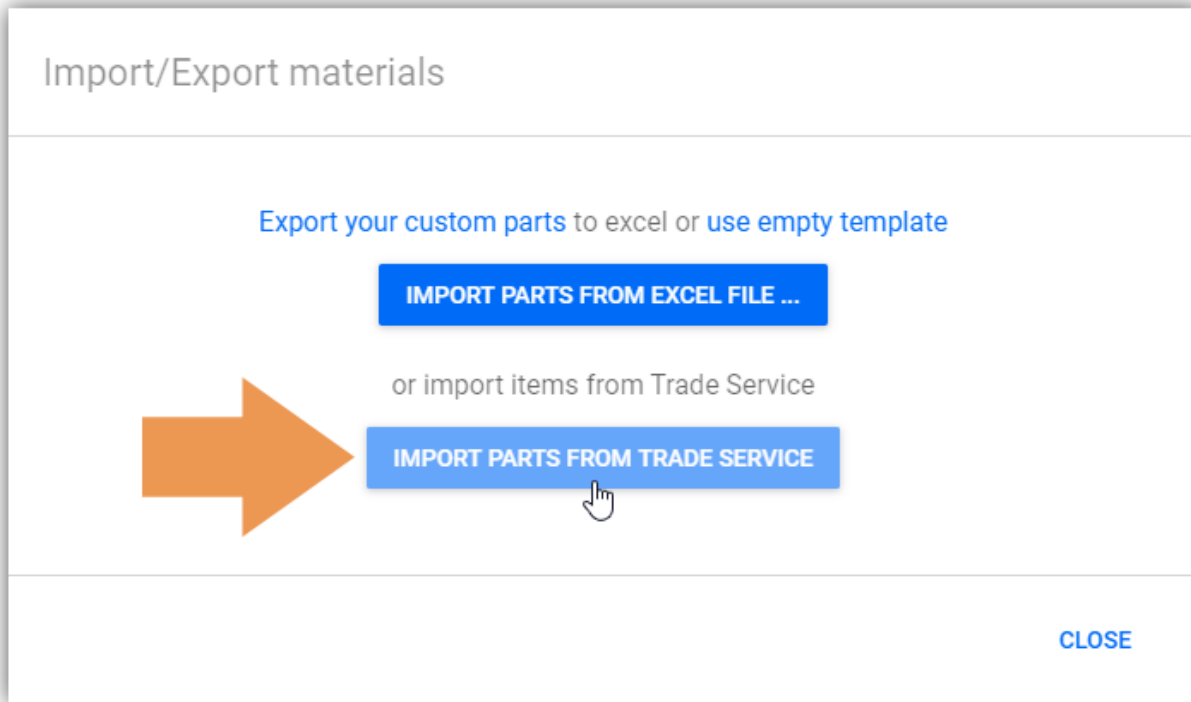 Import/Export materials
Export your custom parts to excel or use empty template
IMPORT PARTS FROM EXCEL FILE ...
or import items from Trade Service
IMPORT PARTS FROM TRADE SERVICE
CLOSE